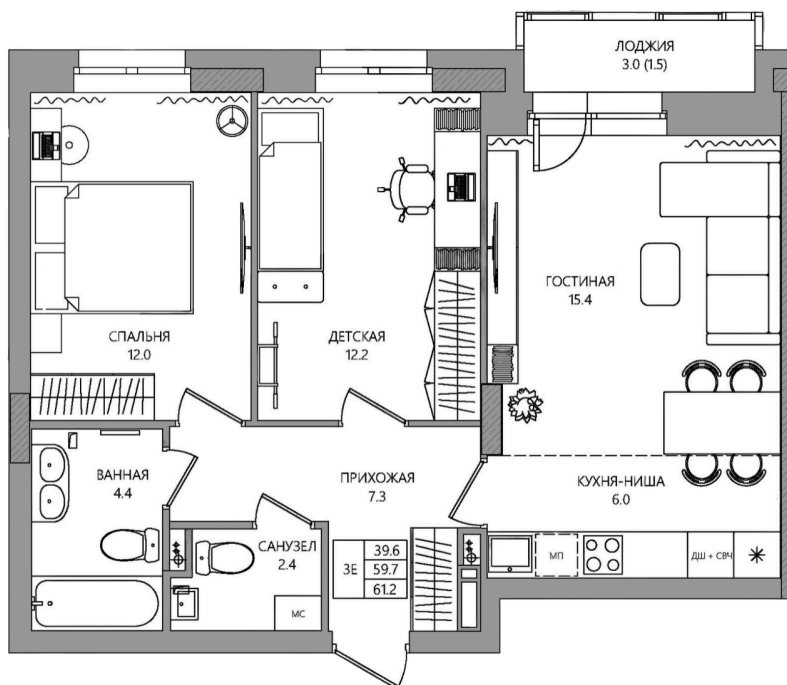 ЛОДЖИЯ
3.0 (1.5)
ГОСТИНАЯ
15.4
СПАЛЬНЯ
12.0
ДЕТСКАЯ
12.2
ВАННАЯ
4.4
ПРИХОЖАЯ
7.3
КУХНЯ-НИША
6.0
САНУЗЕЛ
2.4
МС
3Е
39.6
59.7
61.2
МП
ДШ + СВЧ